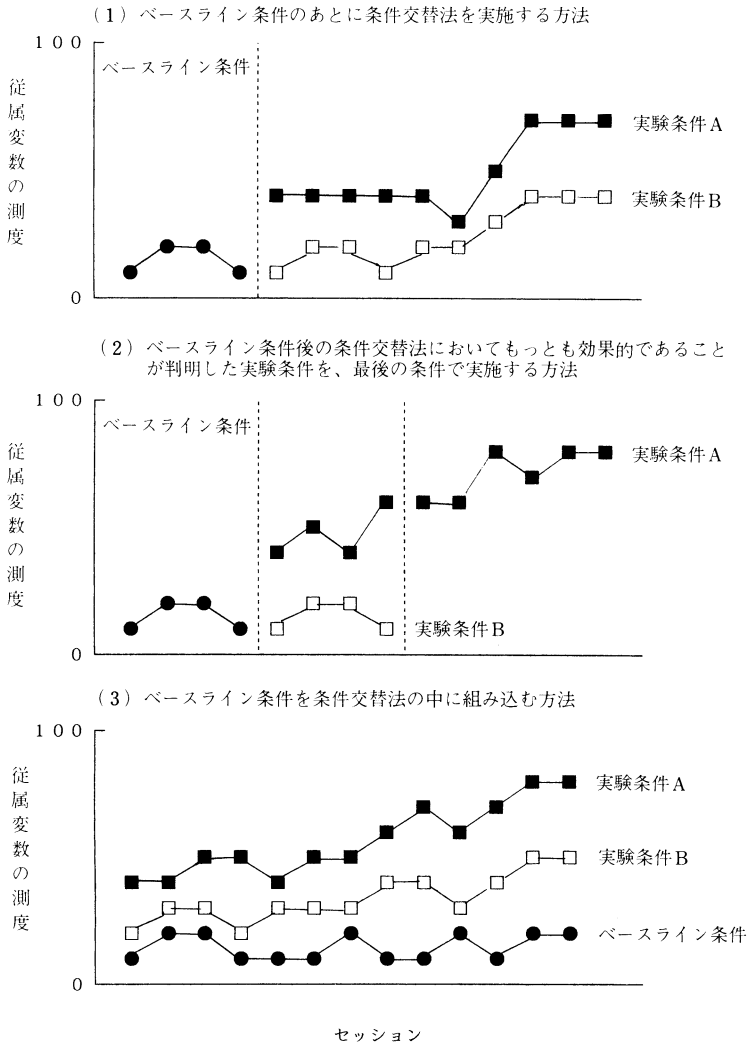 (1) ベースライン条件のあとに条件交替法を実施する方法
100
ベースライン条件
従属変数の測度
実験条件A
実験条件B
0
(2) ベースライン条件後の条件交替法においてもっとも効果的であること
が判明した実験条件を、最後の条件で実施する方法
100
ベースライン条件
従属変数の測度
実験条件A
実験条件B
0
(3) ベースライン条件を条件交替法の中に組み込む方法
100
従属変数の測度
実験条件A
実験条件B
ベースライン条件
0
セッション